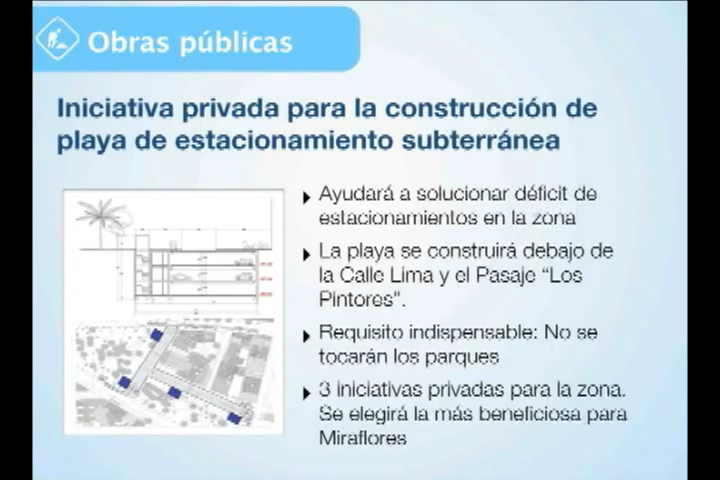 Obras públicas
Iniciativa privada para la construcción de
playa de estacionamiento subterránea
Ayudará a solucionar déficit de
estacionamientos en la zona
La playa se construirá debajo de
la Calle Lima y el Pasaje “Los
Pintores”.
Requisito indispensable: No se
tocarán los parques
3 iniciativas privadas para la zona.
Se elegirá la más beneficiosa para
Miraflores